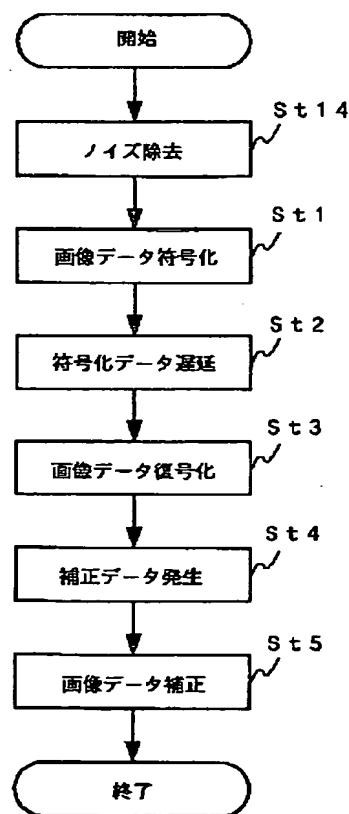 開始
Ｓｔ１４
ノイズ除去
Ｓｔ１
画像データ符号化
Ｓｔ２
符号化データ遅延
Ｓｔ３
画像データ復号化
Ｓｔ４
補正データ発生
Ｓｔ５
画像データ補正
終了